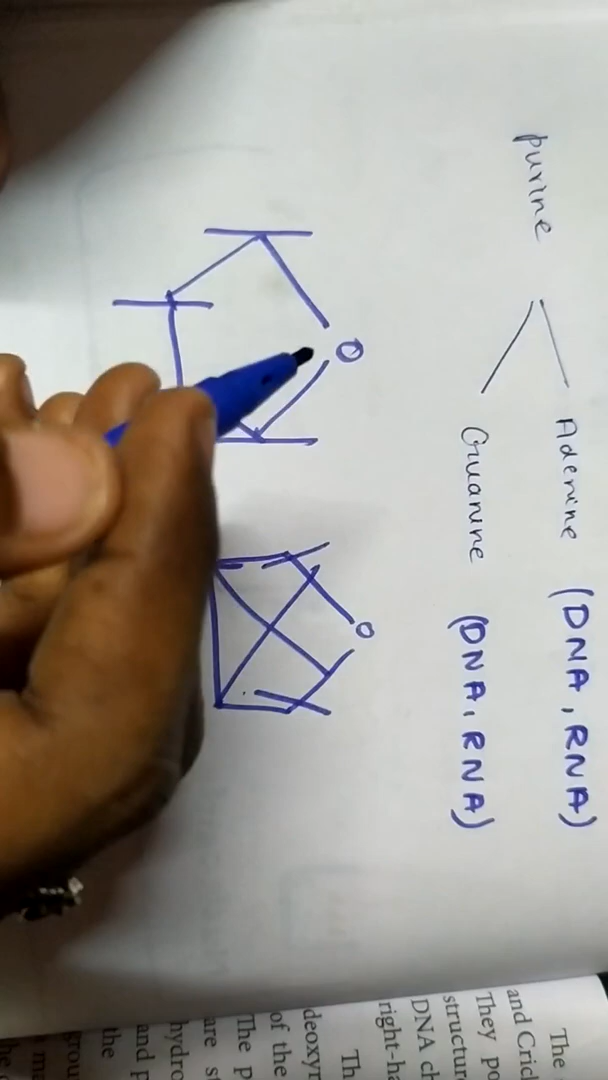 purine
Adenine (DNA, RNA)
Guanine (DNA, RNA)
O
O
The
and Cric
They po
structur
DNA ch
right-ha
Th
deoxyr
of the
The p
are s
hydro
and p
the
grou